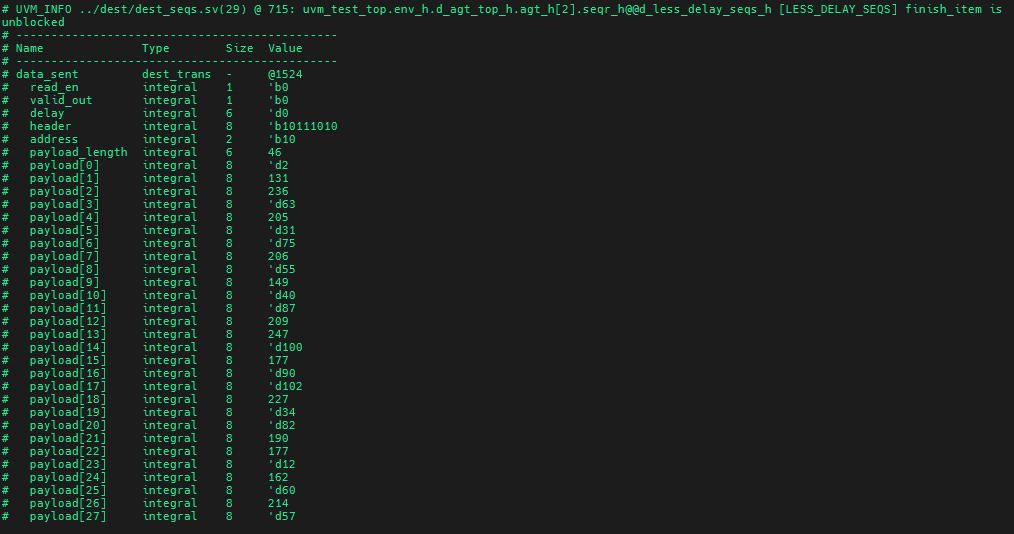 # UVM_INFO ../dest/dest_seqs.sv(29) @ 715: uvm_test_top.env_h.d_agt_top_h.agt_h[2].seqr_h@@d_less_delay_seqs_h [LESS_DELAY_SEQS] finish_item is
unblocked
# ----------------------------------------------
# Name Type Size Value
# ----------------------------------------------
# data_sent dest_trans - @1524
# read_en integral 1 'b0
# valid_out integral 1 'b0
# delay integral 6 'd0
# header integral 8 'b10111010
# address integral 2 'b10
# payload_length integral 6 46
# payload[0] integral 8 'd2
# payload[1] integral 8 131
# payload[2] integral 8 236
# payload[3] integral 8 'd63
# payload[4] integral 8 205
# payload[5] integral 8 'd31
# payload[6] integral 8 'd75
# payload[7] integral 8 206
# payload[8] integral 8 'd55
# payload[9] integral 8 149
# payload[10] integral 8 'd40
# payload[11] integral 8 'd87
# payload[12] integral 8 209
# payload[13] integral 8 247
# payload[14] integral 8 'd100
# payload[15] integral 8 177
# payload[16] integral 8 'd90
# payload[17] integral 8 'd102
# payload[18] integral 8 227
# payload[19] integral 8 'd34
# payload[20] integral 8 'd82
# payload[21] integral 8 190
# payload[22] integral 8 177
# payload[23] integral 8 'd12
# payload[24] integral 8 162
# payload[25] integral 8 'd60
# payload[26] integral 8 214
# payload[27] integral 8 'd57